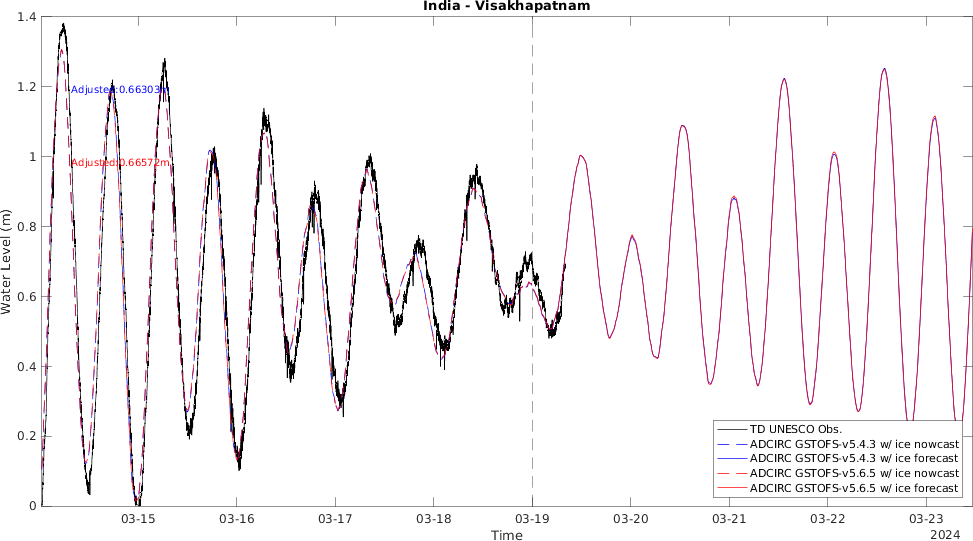 India - Visakhapatnam
Water Level (m)
1.4
1.2
1
0.8
0.6
0.4
0.2
0
Adjusted:0.66303m
Adjusted:0.66572m
TD UNESCO Obs.
ADCIRC GSTOFS-v5.4.3 w/ ice nowcast
ADCIRC GSTOFS-v5.4.3 w/ ice forecast
ADCIRC GSTOFS-v5.6.5 w/ ice nowcast
ADCIRC GSTOFS-v5.6.5 w/ ice forecast
03-15 03-16 03-17 03-18 03-19 03-20 03-21 03-22 03-23
Time
2024